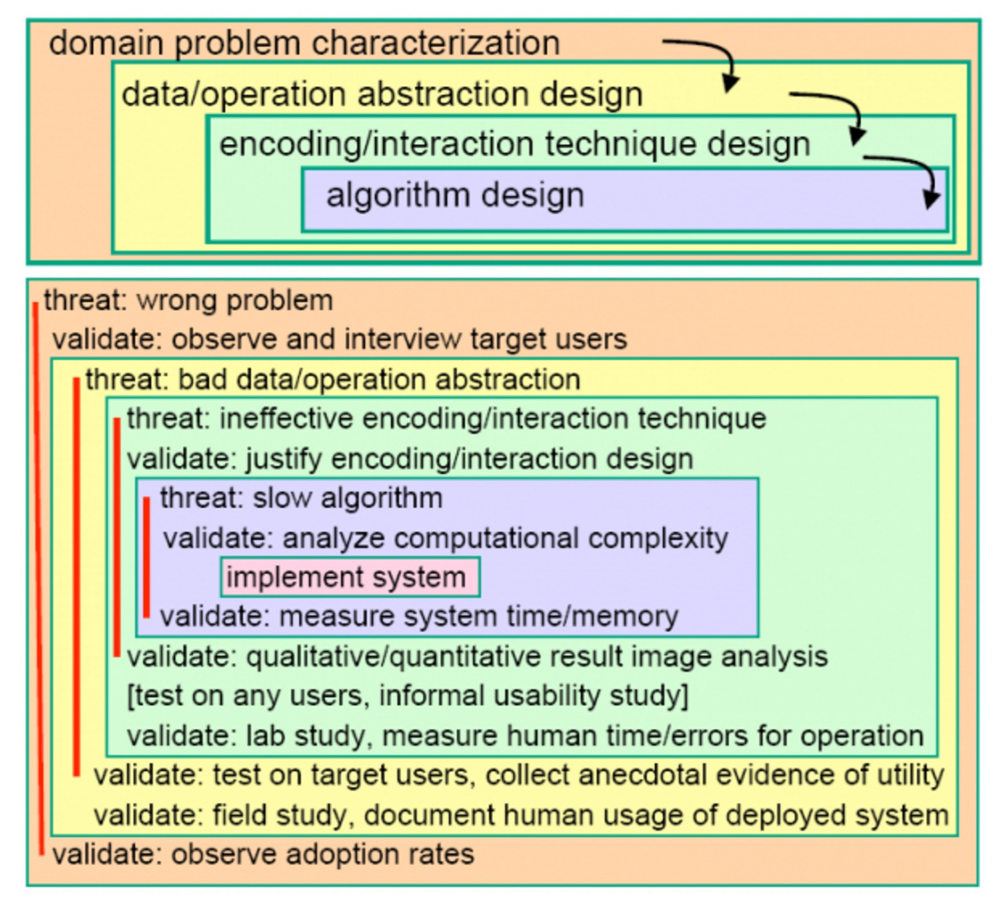 domain problem characterization
data/operation abstraction design
encoding/interaction technique design
algorithm design
threat: wrong problem
validate: observe and interview target users
threat: bad data/operation abstraction
threat: ineffective encoding/interaction technique
validate: justify encoding/interaction design
threat: slow algorithm
validate: analyze computational complexity
implement system
validate: measure system time/memory
validate: qualitative/quantitative result image analysis
[test on any users, informal usability study]
validate: lab study, measure human time/errors for operation
validate: test on target users, collect anecdotal evidence of utility
validate: field study, document human usage of deployed system
validate: observe adoption rates